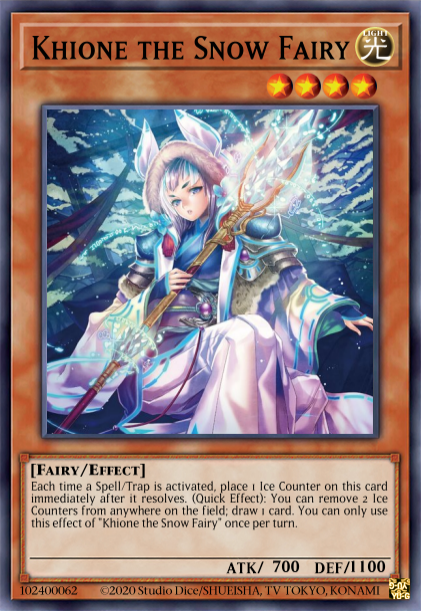 Khione the Snow Fairy
LIGHT
光
[Fairy/Effect]
Each time a Spell/Trap is activated, place 1 Ice Counter on this card
immediately after it resolves. (Quick Effect): You can remove 2 Ice
Counters from anywhere on the field; draw 1 card. You can only use
this effect of "Khione the Snow Fairy" once per turn.
ATK/ 700 DEF/1100
102400062 ©2020 Studio Dice/SHUEISHA, TV TOKYO, KONAMI